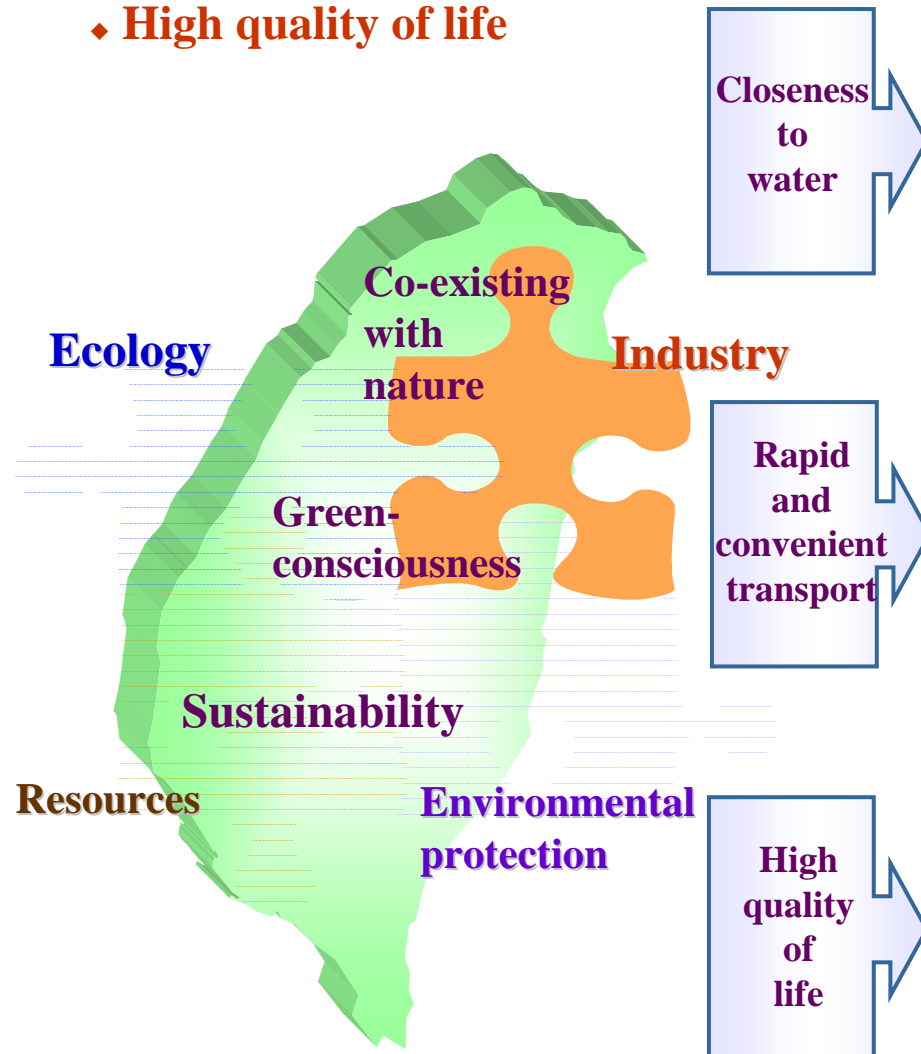 ◆ High quality of life
Closeness
to
water
Co-existing
with
nature
Ecology
Industry
Rapid
and
convenient
transport
Green-
consciousness
Sustainability
Resources
Environmental
protection
High
quality
of
life